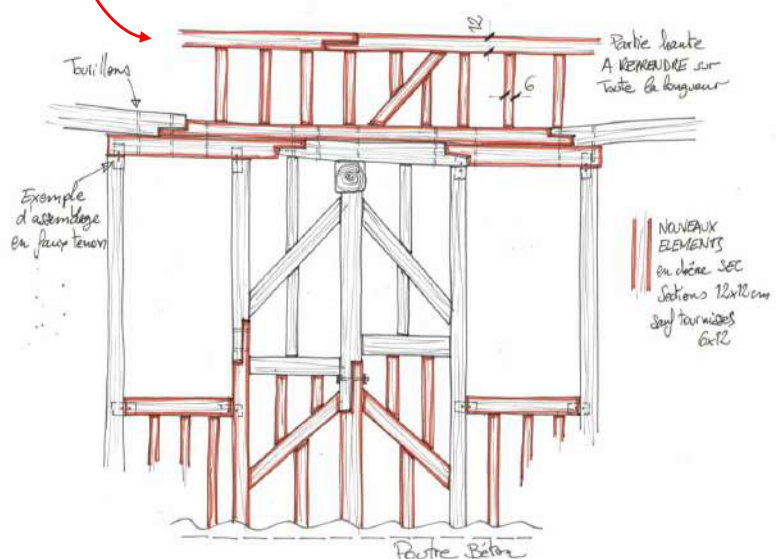 12
Partie haute
A REPRENDRE sur
Toute la longueur
Tourillons
6
Exemple
d'assemblage
en faux tenon
NOUVEAUX
ELEMENTS
en chêne SEC
Sections 12x12cm
sauf tournisses
6x12
Poutre Béton